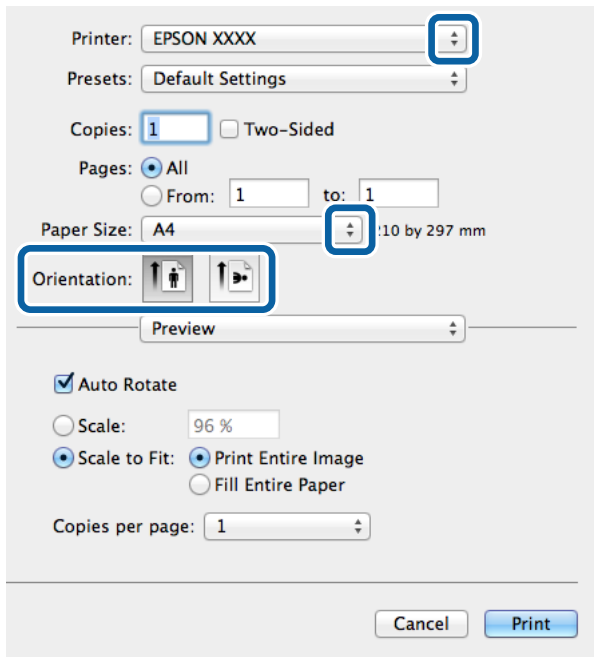 Printer: EPSON XXXX
Presets: Default Settings
Copies: 1 Two-Sided
Pages: All
From: 1 to: 1
Paper Size: A4 210 by 297 mm
Orientation:
Preview
Auto Rotate
Scale: 96 %
Scale to Fit: Print Entire Image
Fill Entire Paper
Copies per page: 1
Cancel Print